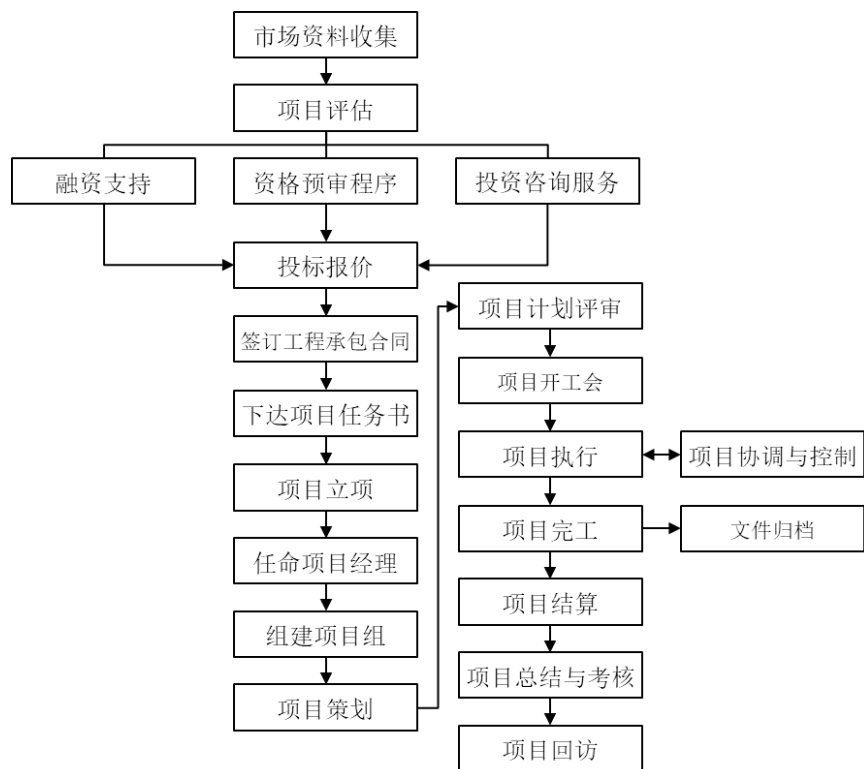 市场资料收集
项目评估
融资支持
资格预审程序
投资咨询服务
投标报价
签订工程承包合同
下达项目任务书
项目立项
任命项目经理
组建项目组
项目策划
项目计划评审
项目开工会
项目执行
项目协调与控制
项目完工
文件归档
项目结算
项目总结与考核
项目回访